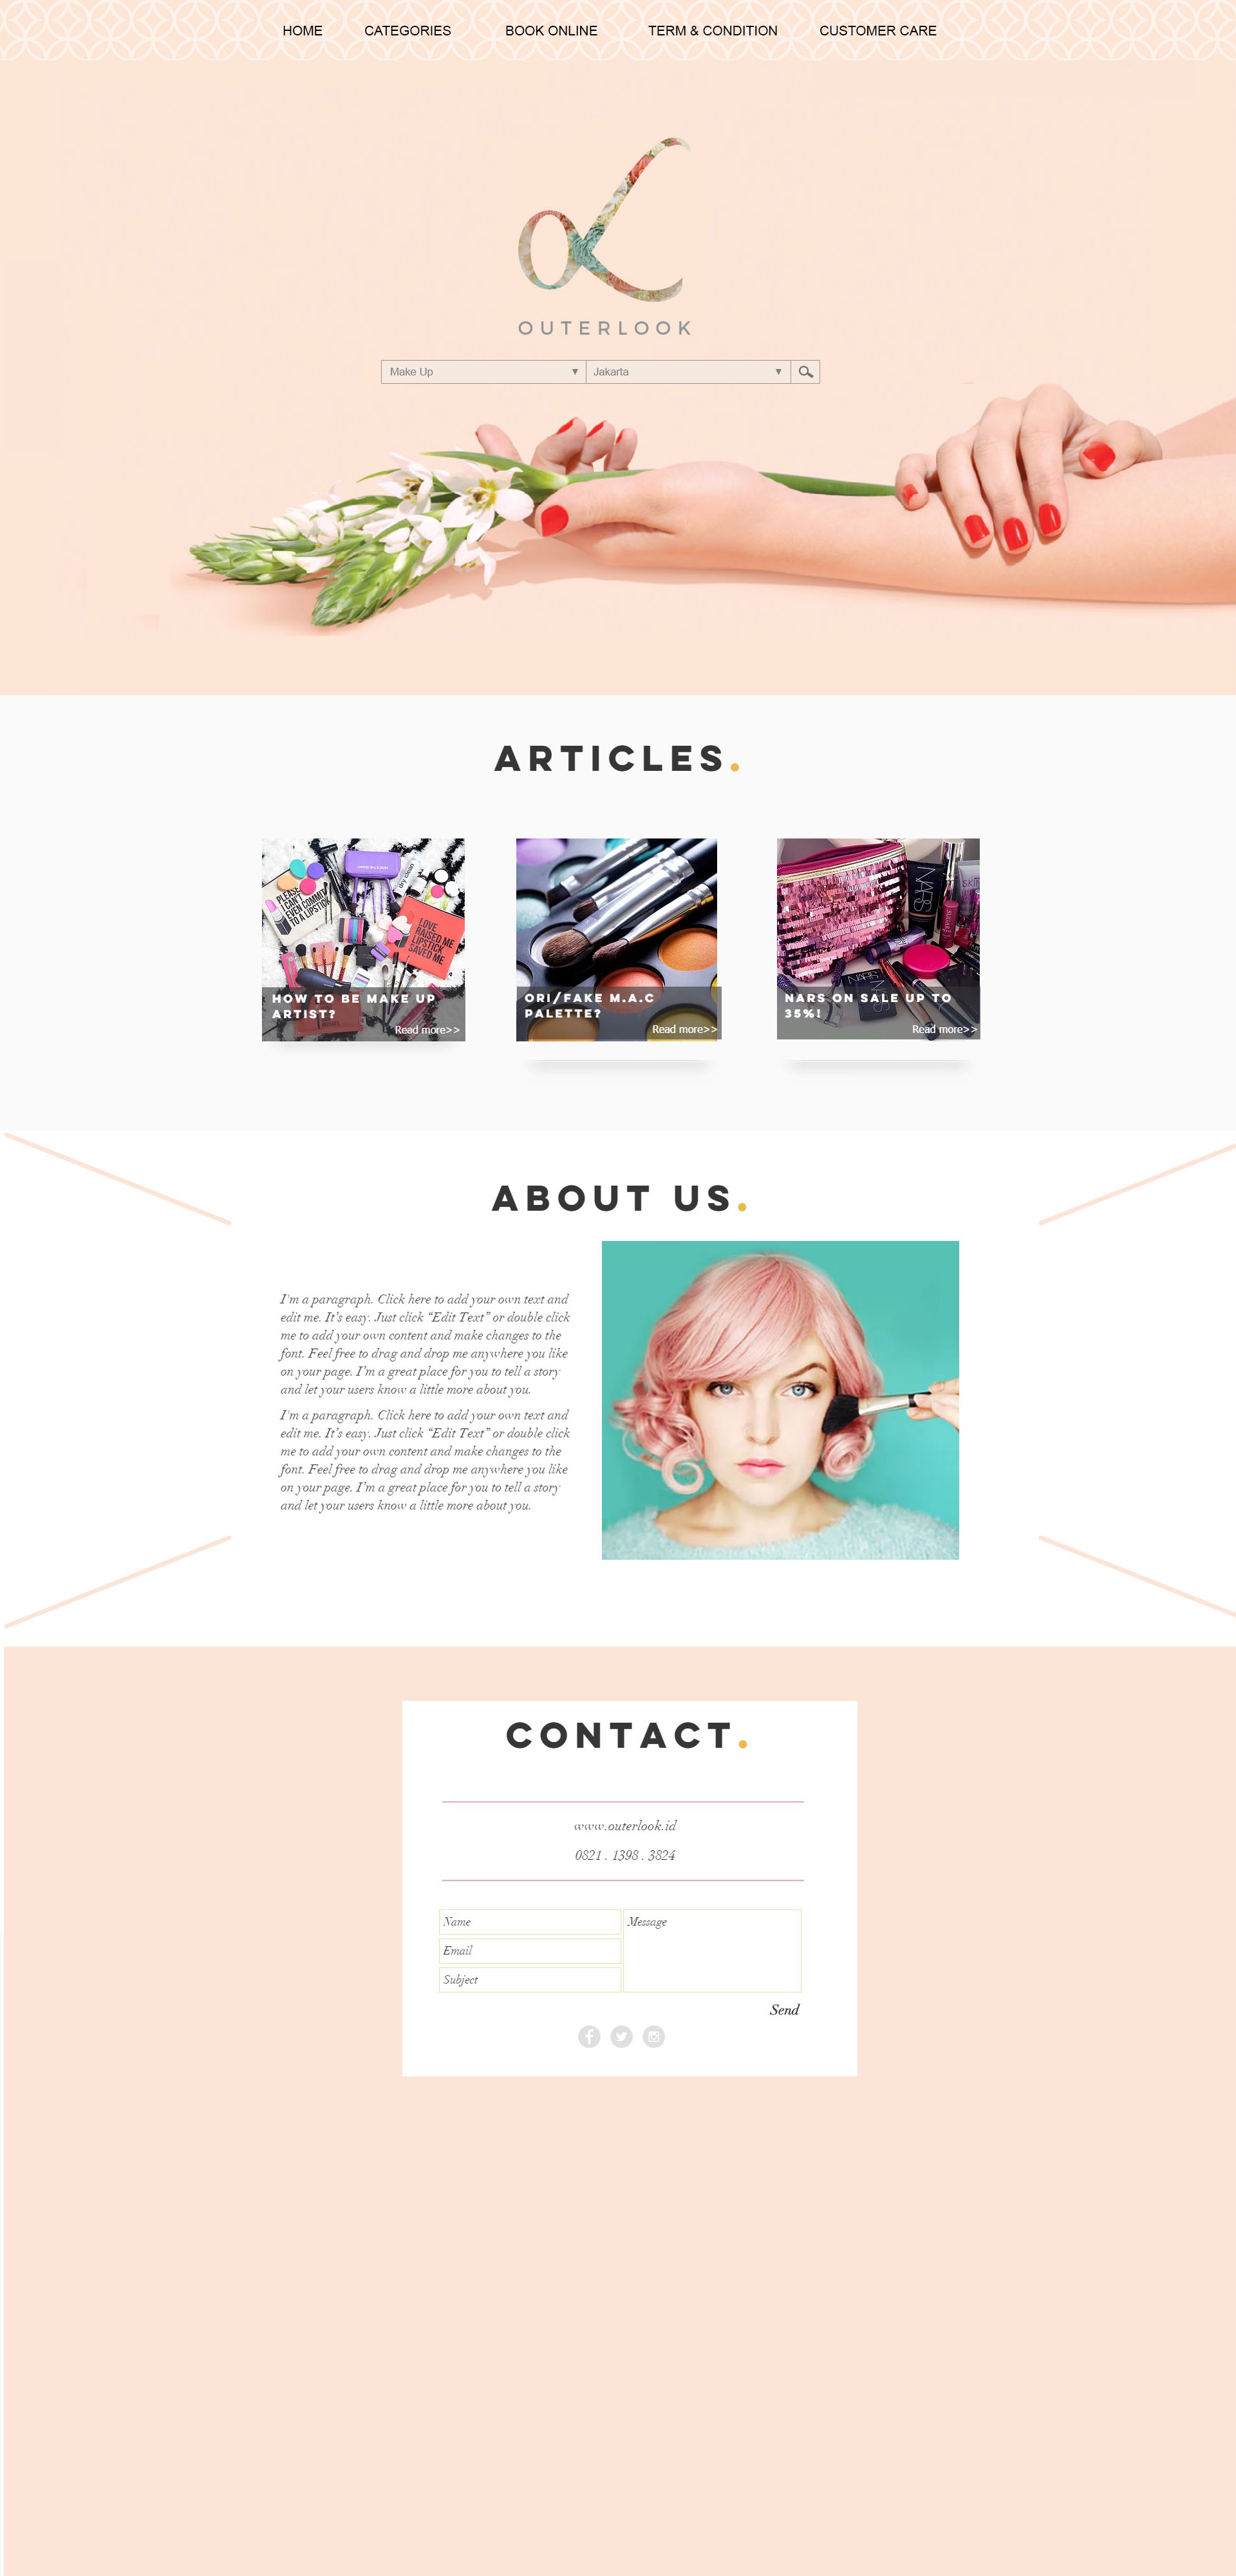 HOME CATEGORIES BOOK ONLINE TERM & CONDITION CUSTOMER CARE
OL
OUTERLOOK
Make Up Jakarta
ARTICLES.
PLEASE
I CAN'T
EVEN COMMIT
TO A LIPSTICK
dry clean
LOVE
RAISED ME
LIPSTICK
SAVED ME
NARS
HOW TO BE MAKE UP
ARTIST?
Read more>>
ORI/FAKE M.A.C
PALETTE?
Read more>>
NARS ON SALE UP TO
35%!
Read more>>
ABOUT US.
I'm a paragraph. Click here to add your own text and
edit me. It's easy. Just click “Edit Text” or double click
me to add your own content and make changes to the
font. Feel free to drag and drop me anywhere you like
on your page. I'm a great place for you to tell a story
and let your users know a little more about you.
I'm a paragraph. Click here to add your own text and
edit me. It's easy. Just click “Edit Text” or double click
me to add your own content and make changes to the
font. Feel free to drag and drop me anywhere you like
on your page. I'm a great place for you to tell a story
and let your users know a little more about you.
CONTACT.
www.outerlook.id
0821 . 1398 . 3824
Name
Message
Email
Subject
Send